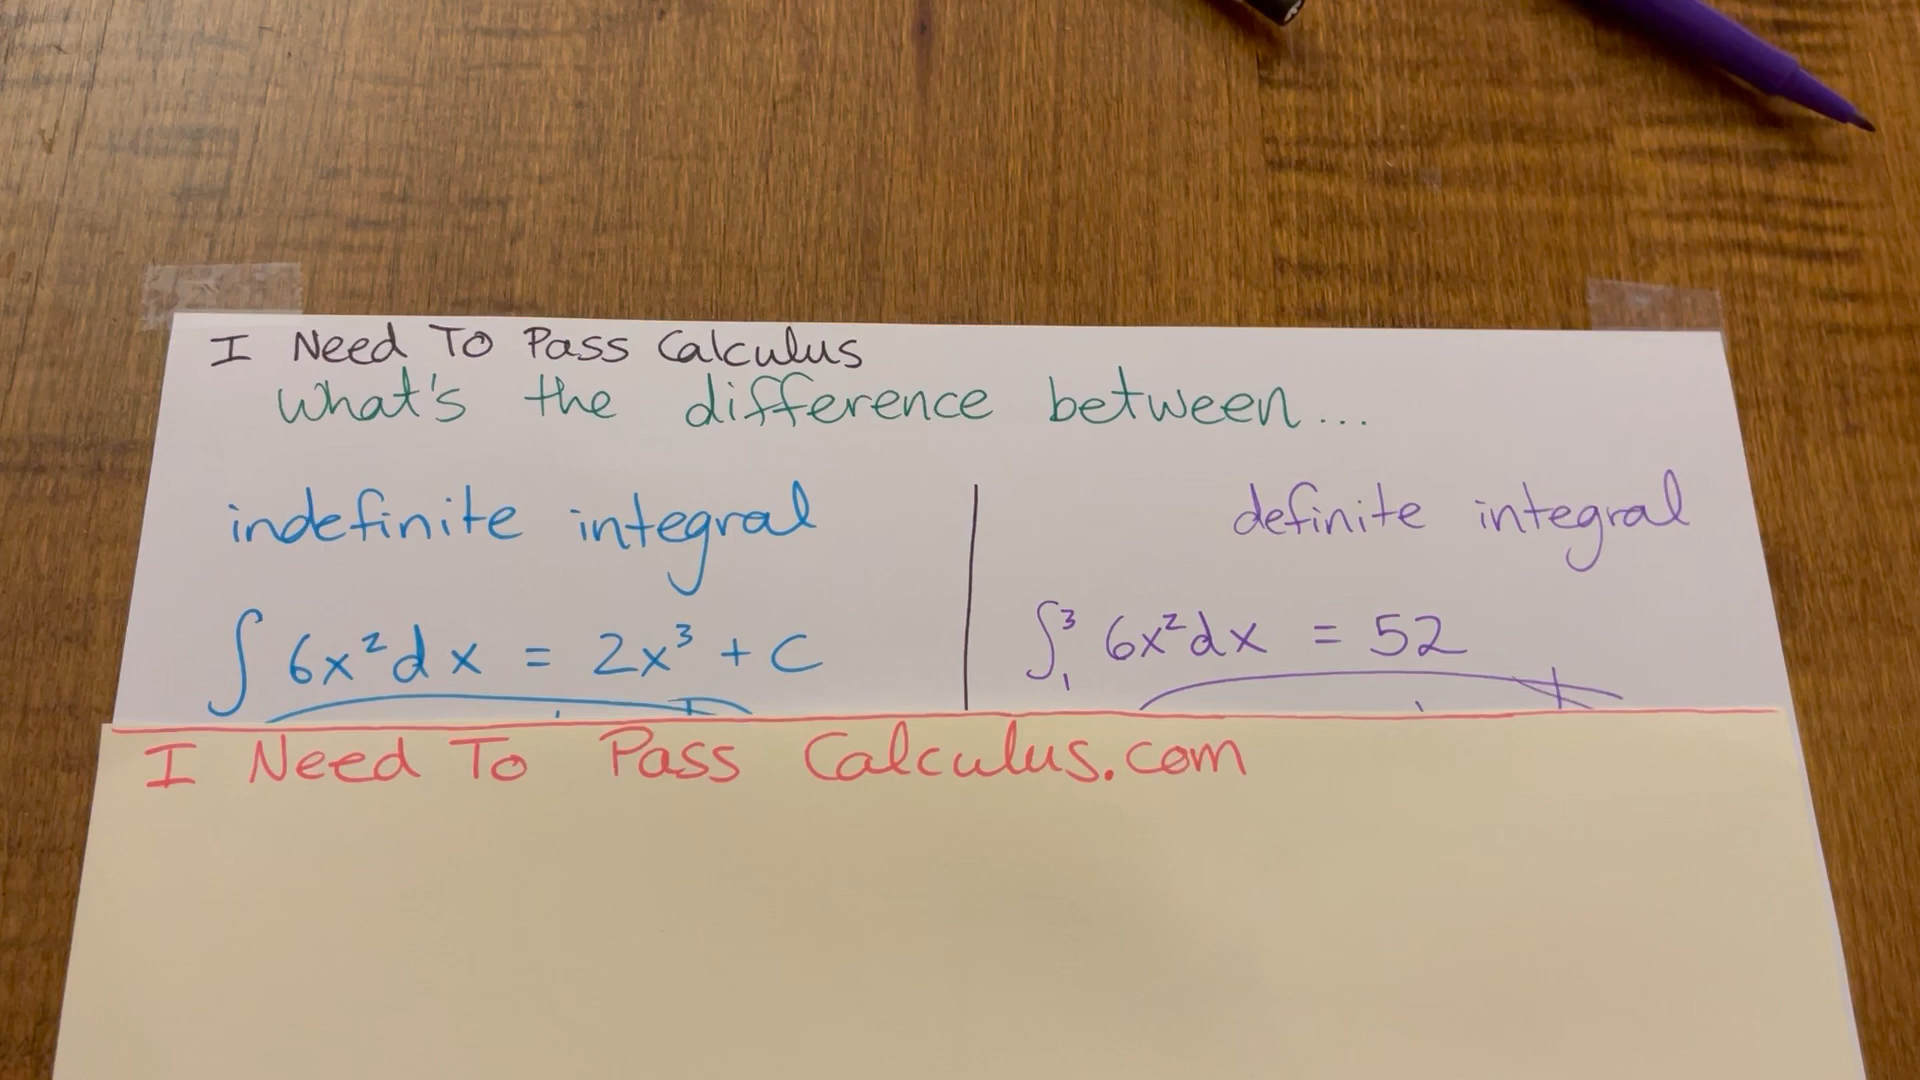 I Need To Pass Calculus
What's the difference between...
indefinite integral
definite integral
∫ 6x²dx = 2x³ + C
∫₁³ 6x²dx = 52
I Need To Pass Calculus.com